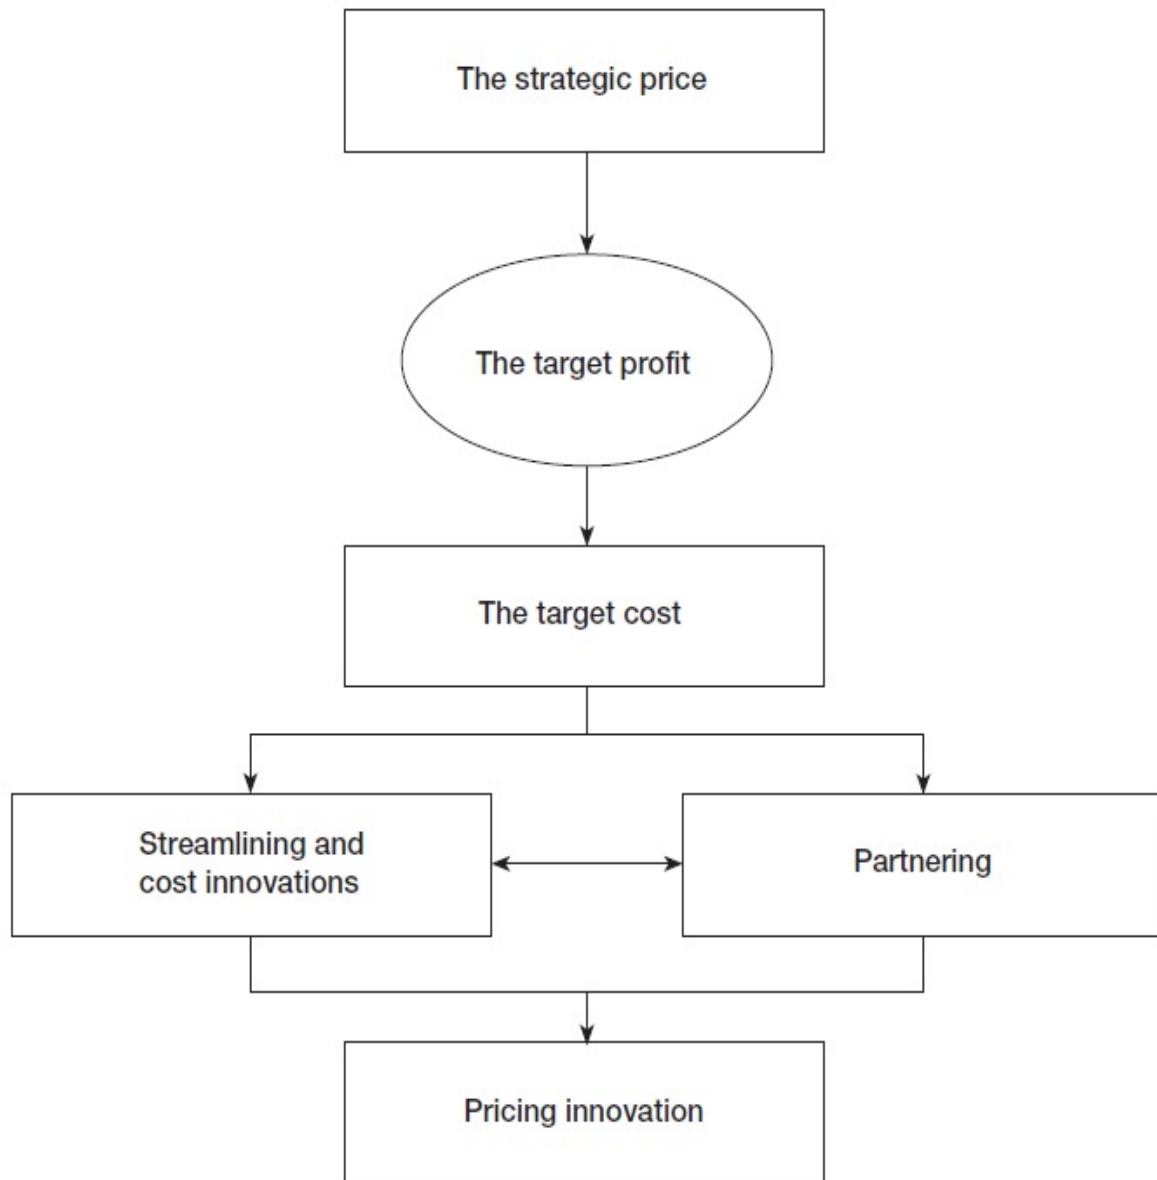 The strategic price
The target profit
The target cost
Streamlining and
cost innovations
Partnering
Pricing innovation